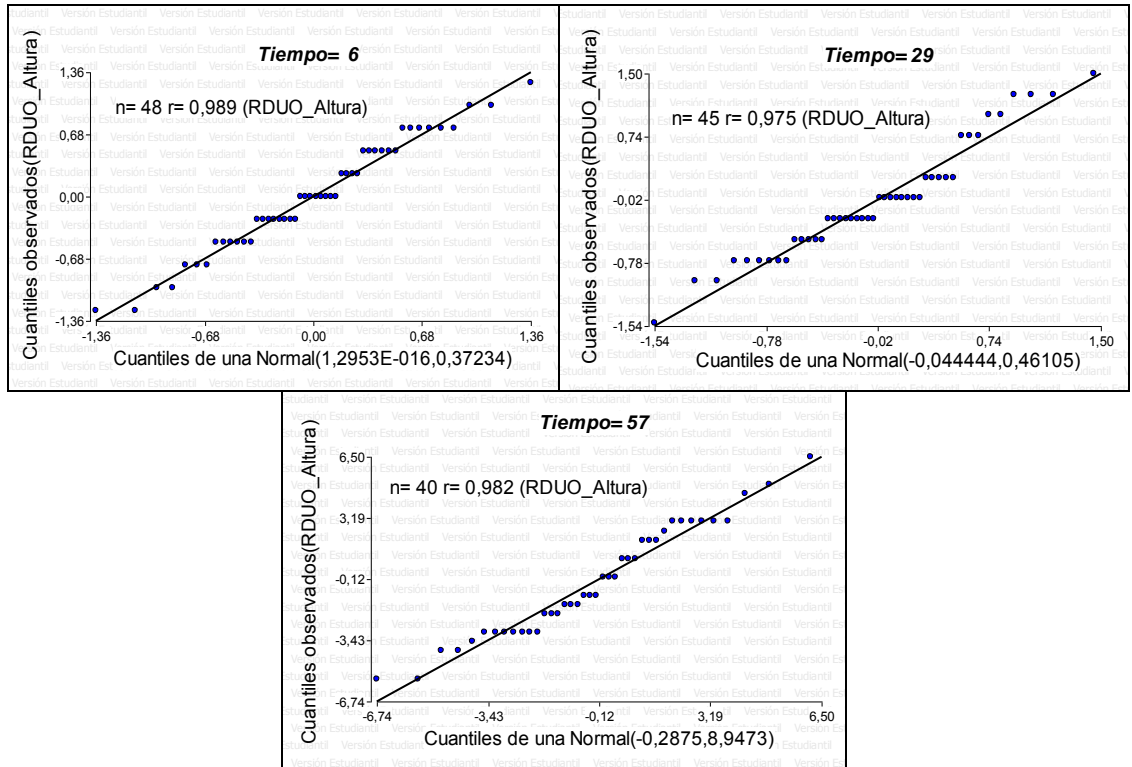 Tiempo= 6
n= 48 r= 0,989 (RDUO_Altura)
Cuantiles observados(RDUO_Altura)
1,36
0,68
0,00
-0,68
-1,36
-1,36 -0,68 0,00 0,68 1,36
Cuantiles de una Normal(1,2953E-016,0,37234)
Tiempo= 29
n= 45 r= 0,975 (RDUO_Altura)
Cuantiles observados(RDUO_Altura)
1,50
0,74
-0,02
-0,78
-1,54
-1,54 -0,78 -0,02 0,74 1,50
Cuantiles de una Normal(-0,044444,0,46105)
Tiempo= 57
n= 40 r= 0,982 (RDUO_Altura)
Cuantiles observados(RDUO_Altura)
6,50
3,19
-0,12
-3,43
-6,74
-6,74 -3,43 -0,12 3,19 6,50
Cuantiles de una Normal(-0,2875,8,9473)
Versión Estudiantil